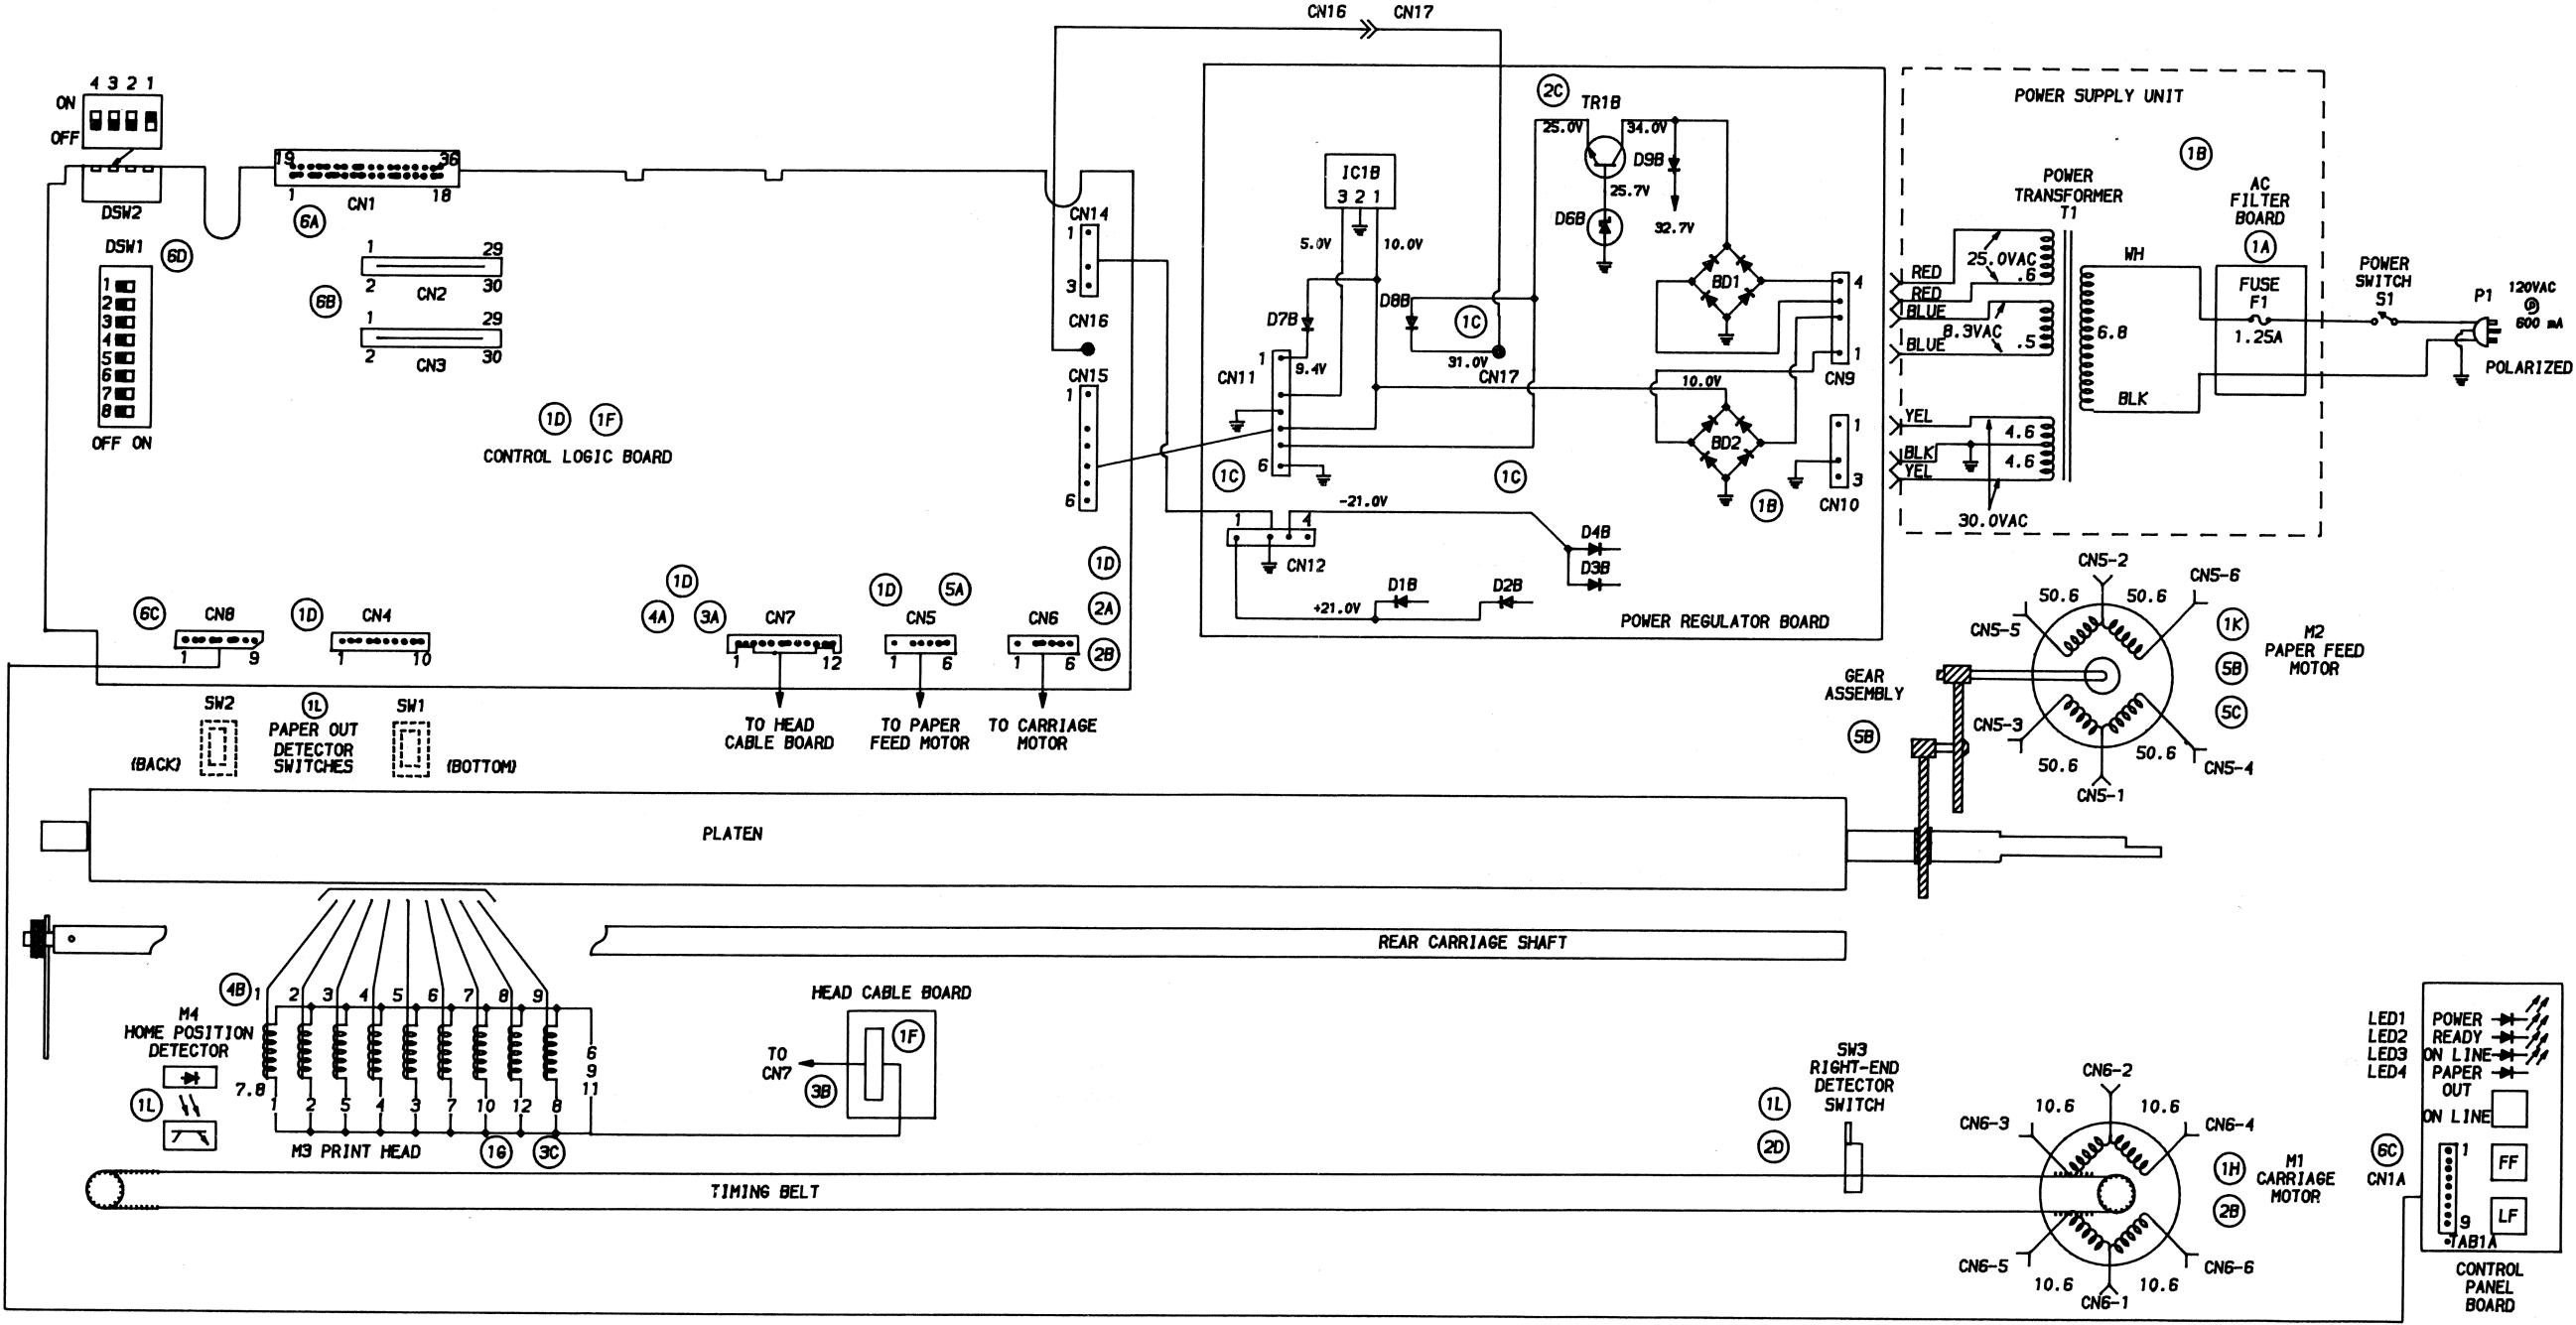 CN16 CN17
4 3 2 1
ON
OFF
DSW2
19 36
1 18
CN1
6A
DSW1
6D
1
2
3
4
5
6
7
8
OFF ON
1 29
2 30
CN2
6B
1 29
2 30
CN3
1D 1F
CONTROL LOGIC BOARD
CN14
1
3
CN16
CN15
1
6
6C
CN8
1 9
1D
CN4
1 10
1D
4A 3A
CN7
1 12
1D 5A
CN5
1 6
CN6
1 6
1D
2A
2B
TO HEAD
CABLE BOARD
TO PAPER
FEED MOTOR
TO CARRIAGE
MOTOR
2C
TR1B
25.0V 34.0V
D9B
25.7V
D6B
32.7V
IC1B
3 2 1
5.0V 10.0V
D7B
D8B
1C
31.0V
CN17
CN11
1
9.4V
6
1C
1C
10.0V
BD1
BD2
4
1
CN9
1
3
CN10
1B
-21.0V
1 4
CN12
D4B
D3B
D1B D2B
+21.0V
POWER REGULATOR BOARD
POWER SUPPLY UNIT
1B
POWER
TRANSFORMER
T1
AC
FILTER
BOARD
1A
RED
25.0VAC
.6
RED
BLUE
8.3VAC
.5
BLUE
YEL
4.6
BLK
4.6
YEL
30.0VAC
6.8
WH
BLK
FUSE
F1
1.25A
POWER
SWITCH
S1
P1
120VAC
@
600 mA
POLARIZED
SW2
(BACK)
1L
PAPER OUT
DETECTOR
SWITCHES
SW1
(BOTTOM)
CN5-2
CN5-6
50.6 50.6
CN5-5
1K
M2
PAPER FEED
MOTOR
5B
5C
CN5-3
50.6 50.6
CN5-4
CN5-1
GEAR
ASSEMBLY
5B
PLATEN
REAR CARRIAGE SHAFT
4B
1 2 3 4 5 6 7 8 9
M4
HOME POSITION
DETECTOR
1L
7.8
6
9
11
1 2 5 4 3 7 10 12 8
M3 PRINT HEAD
1G 3C
HEAD CABLE BOARD
1F
TO
CN7
3B
TIMING BELT
SW3
RIGHT-END
DETECTOR
SWITCH
1L
2D
CN6-2
10.6 10.6
CN6-3 CN6-4
1H
M1
CARRIAGE
MOTOR
2B
CN6-5 CN6-6
10.6 10.6
CN6-1
LED1 POWER
LED2 READY
LED3 ON LINE
LED4 PAPER
OUT
ON LINE
6C
CN1A
1
9
TAB1A
FF
LF
CONTROL
PANEL
BOARD